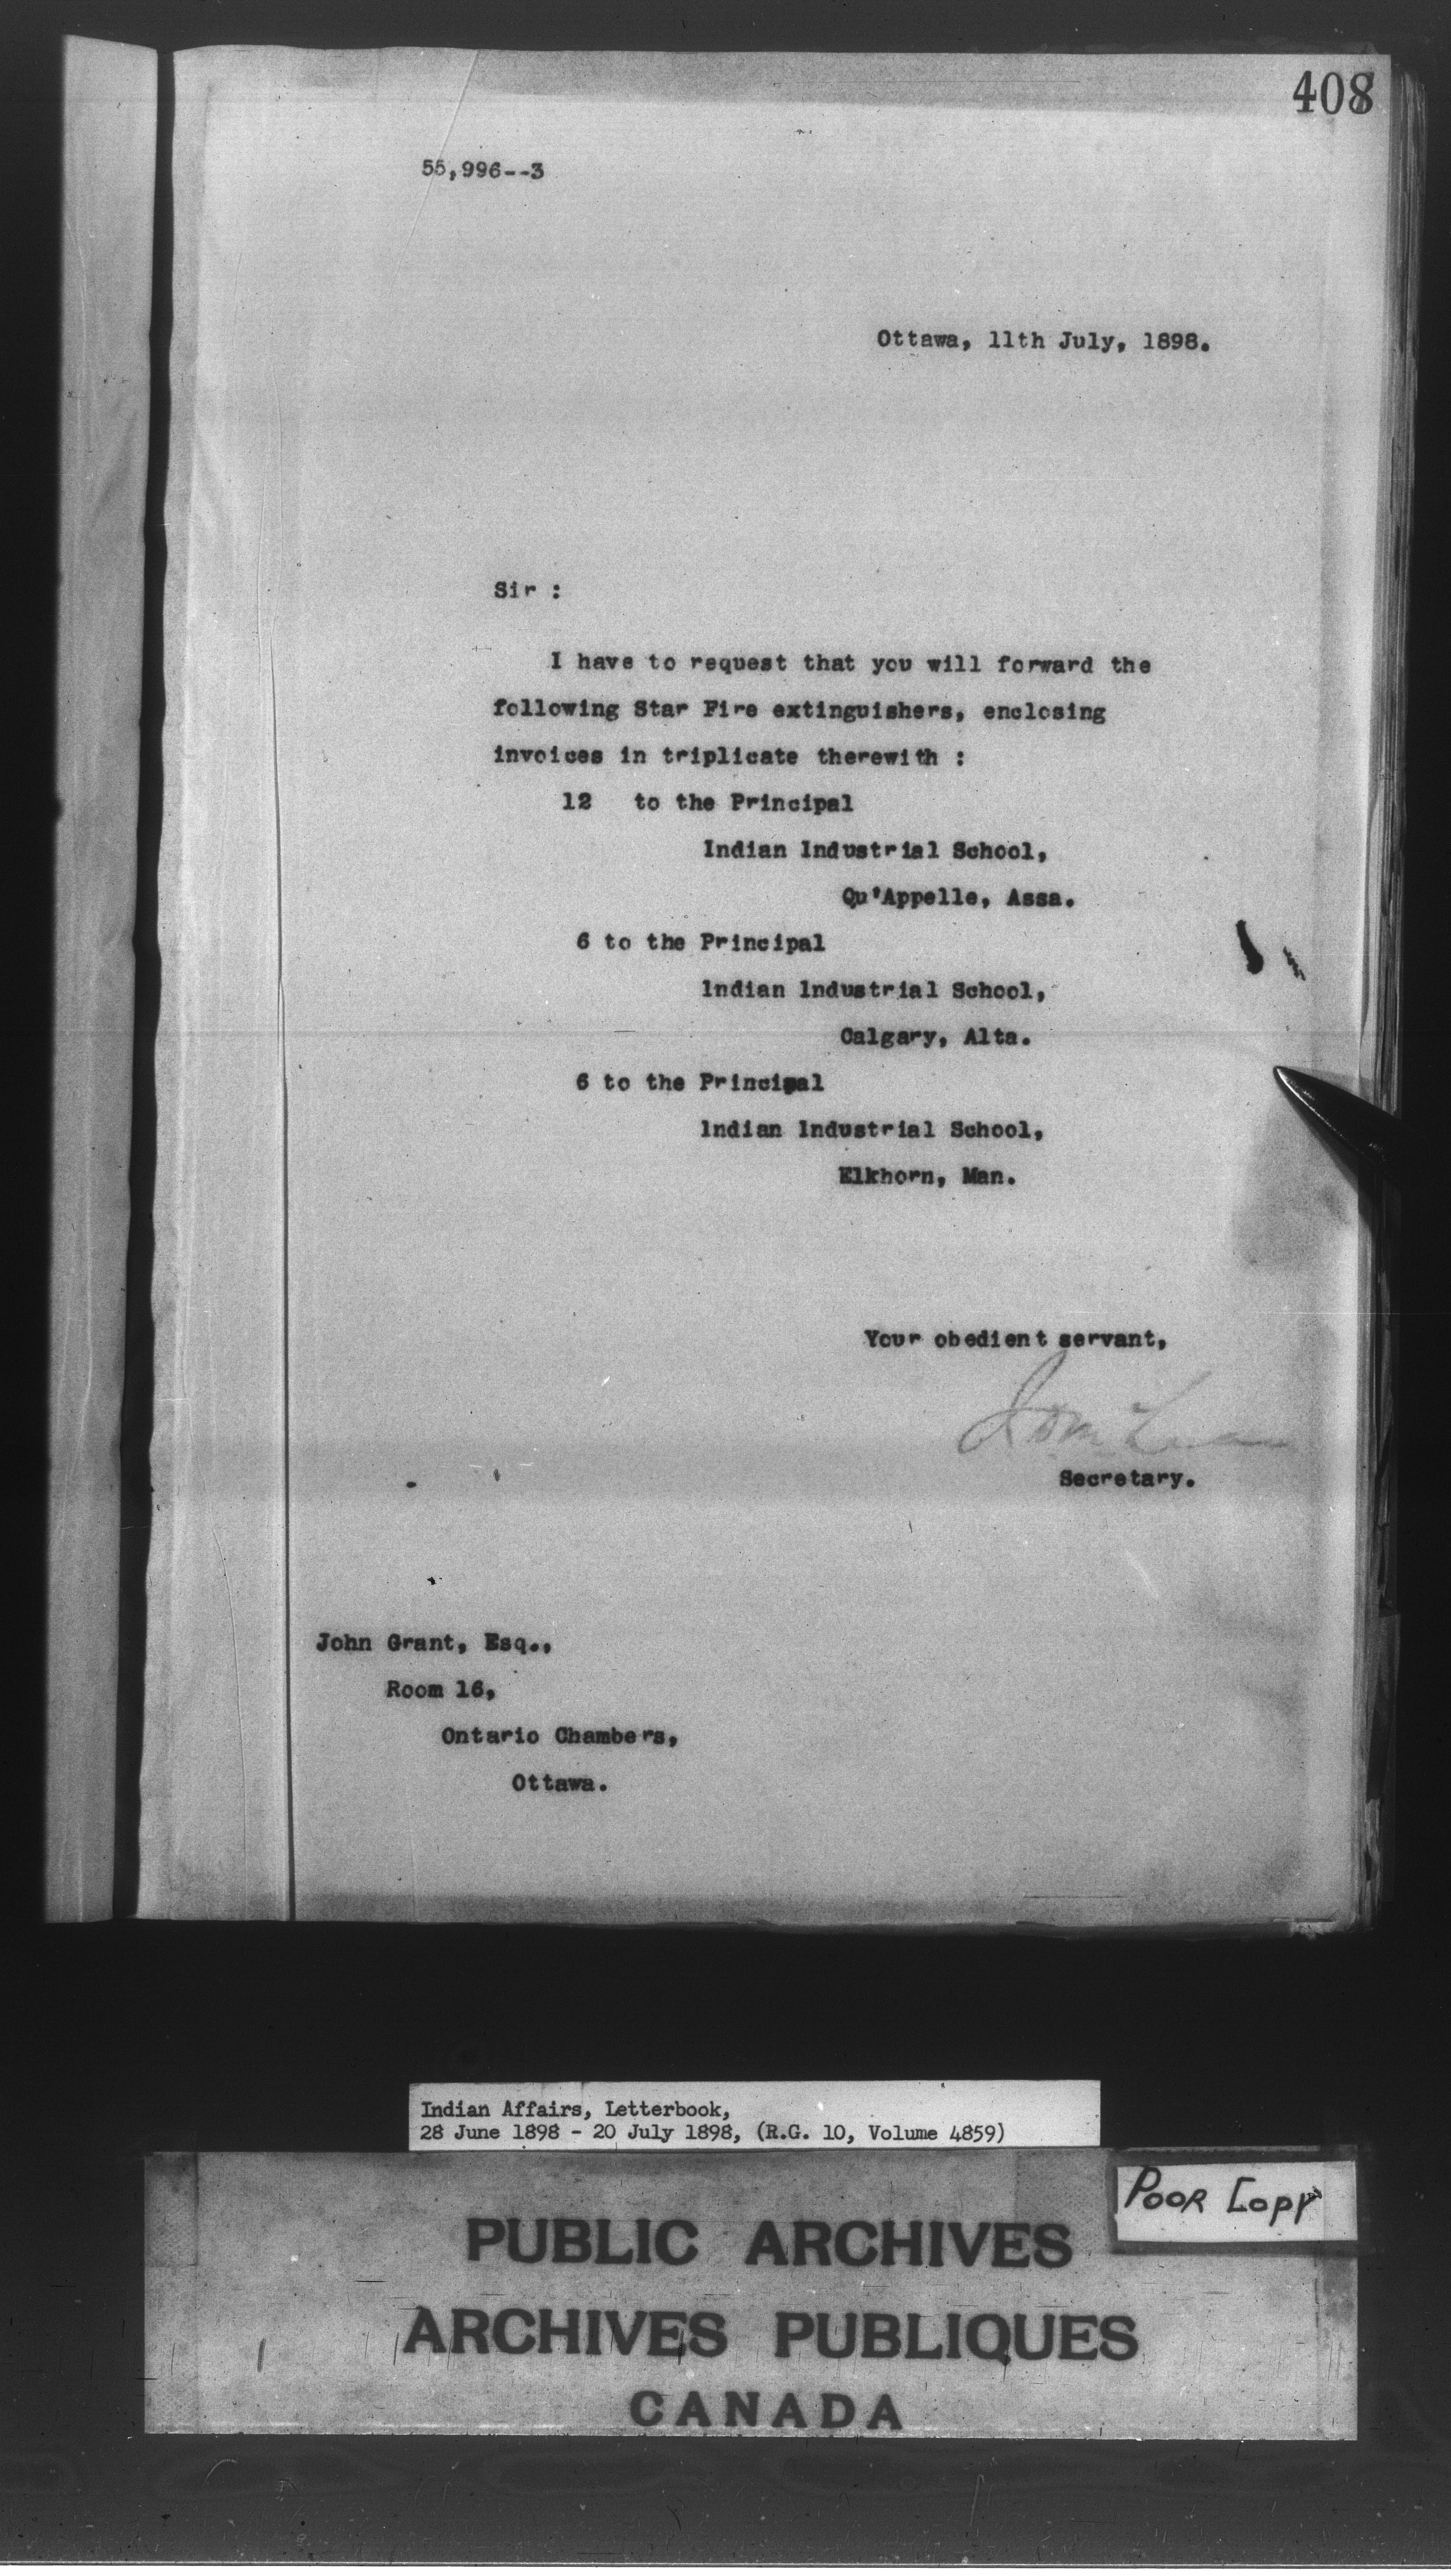 408
55,996--3
Ottawa, 11th July, 1898.
Sir :
I have to request that you will forward the
following Star Fire extinguishers, enclosing
invoices in triplicate therewith :
12 to the Principal
Indian Industrial School,
Qu'Appelle, Assa.
6 to the Principal
Indian Industrial School,
Calgary, Alta.
6 to the Principal
Indian Industrial School,
Elkhorn, Man.
Your obedient servant,
Secretary.
John Grant, Esq.,
Room 16,
Ontario Chambers,
Ottawa.
Indian Affairs, Letterbook,
28 June 1898 - 20 July 1898, (R.G. 10, Volume 4859)
POOR COPY
PUBLIC ARCHIVES
ARCHIVES PUBLIQUES
CANADA